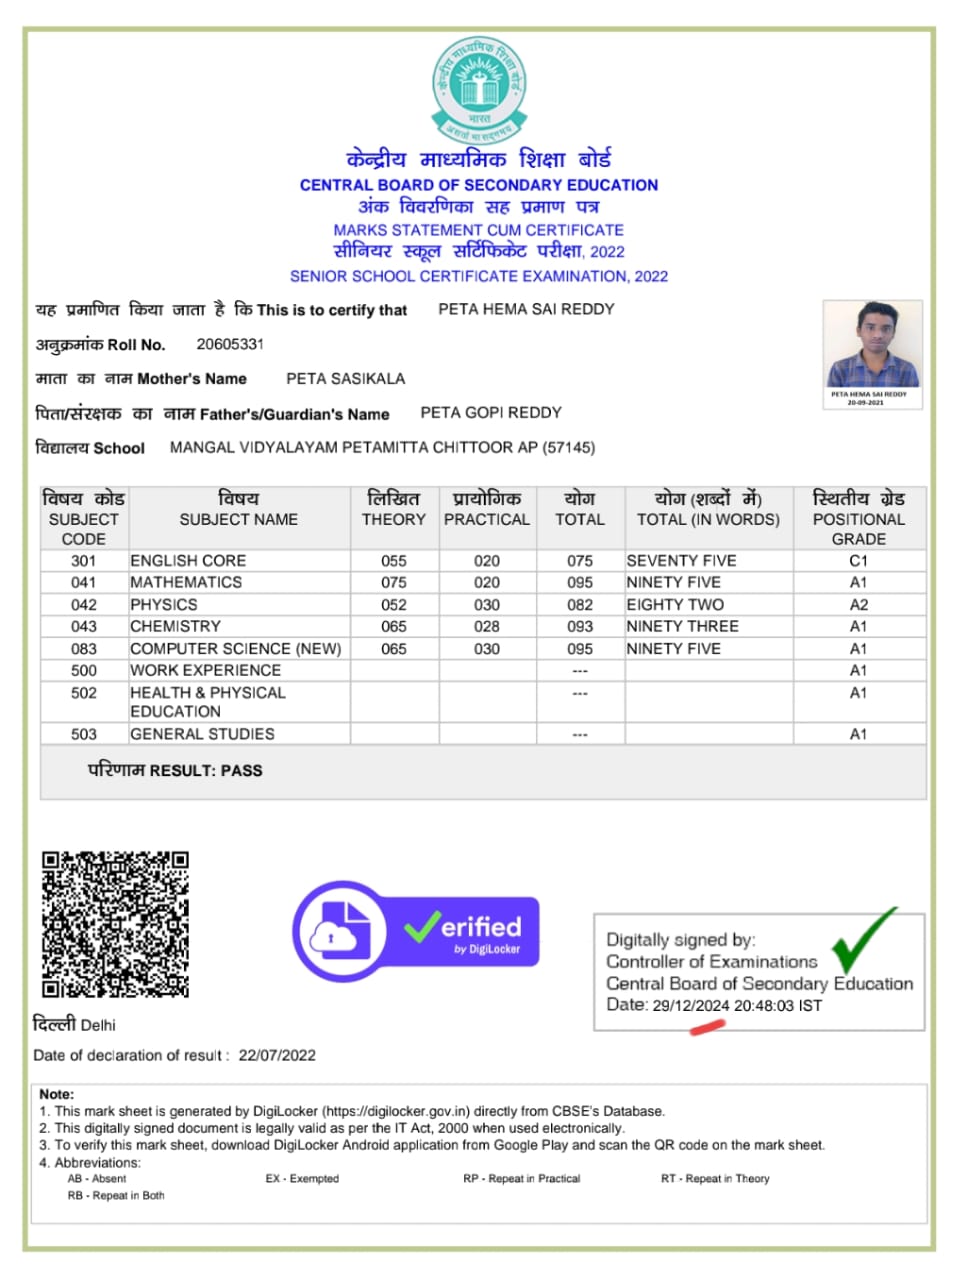 केन्द्रीय माध्यमिक शिक्षा बोर्ड
भारत
असतो मा सद्गमय
केन्द्रीय माध्यमिक शिक्षा बोर्ड
CENTRAL BOARD OF SECONDARY EDUCATION
अंक विवरणिका सह प्रमाण पत्र
MARKS STATEMENT CUM CERTIFICATE
सीनियर स्कूल सर्टिफिकेट परीक्षा, 2022
SENIOR SCHOOL CERTIFICATE EXAMINATION, 2022
यह प्रमाणित किया जाता है कि This is to certify that PETA HEMA SAI REDDY
अनुक्रमांक Roll No. 20605331
माता का नाम Mother's Name PETA SASIKALA
पिता/संरक्षक का नाम Father's/Guardian's Name PETA GOPI REDDY
विद्यालय School MANGAL VIDYALAYAM PETAMITTA CHITTOOR AP (57145)
PETA HEMA SAI REDDY
20-09-2021
विषय कोड विषय लिखित प्रायोगिक योग योग (शब्दों में) स्थितीय ग्रेड
SUBJECT SUBJECT NAME THEORY PRACTICAL TOTAL TOTAL (IN WORDS) POSITIONAL
CODE GRADE
301 ENGLISH CORE 055 020 075 SEVENTY FIVE C1
041 MATHEMATICS 075 020 095 NINETY FIVE A1
042 PHYSICS 052 030 082 EIGHTY TWO A2
043 CHEMISTRY 065 028 093 NINETY THREE A1
083 COMPUTER SCIENCE (NEW) 065 030 095 NINETY FIVE A1
500 WORK EXPERIENCE --- A1
502 HEALTH & PHYSICAL --- A1
EDUCATION
503 GENERAL STUDIES --- A1
परिणाम RESULT: PASS
erified
by DigiLocker
Digitally signed by:
Controller of Examinations
Central Board of Secondary Education
Date: 29/12/2024 20:48:03 IST
दिल्ली Delhi
Date of declaration of result : 22/07/2022
Note:
1. This mark sheet is generated by DigiLocker (https://digilocker.gov.in) directly from CBSE's Database.
2. This digitally signed document is legally valid as per the IT Act, 2000 when used electronically.
3. To verify this mark sheet, download DigiLocker Android application from Google Play and scan the QR code on the mark sheet.
4. Abbreviations:
AB - Absent EX - Exempted RP - Repeat in Practical RT - Repeat in Theory
RB - Repeat in Both